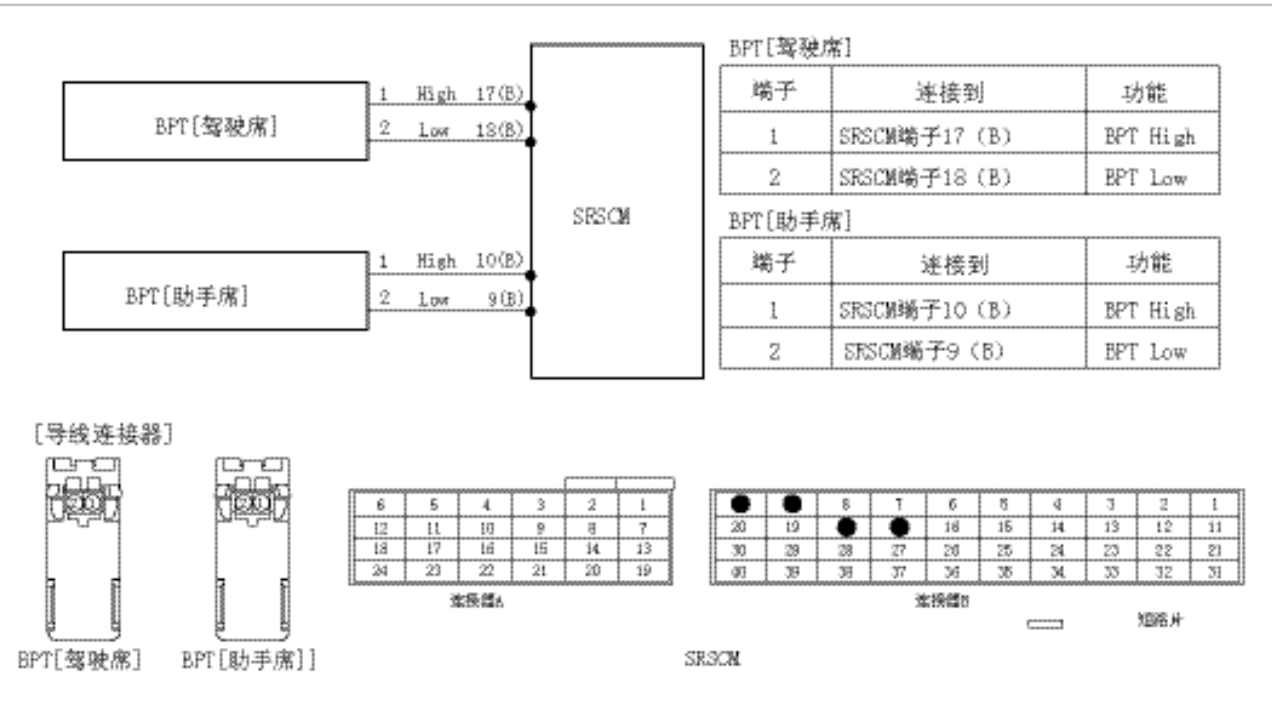 BPT[驾驶席]
1 High 17(B)
2 Low 18(B)
BPT[助手席]
1 High 10(B)
2 Low 9(B)
SRSCM
BPT[驾驶席]
端子 连接到 功能
1 SRSCM端子17（B） BPT High
2 SRSCM端子18（B） BPT Low
BPT[助手席]
端子 连接到 功能
1 SRSCM端子10（B） BPT High
2 SRSCM端子9（B） BPT Low
[导线连接器]
2 1
2 1
BPT[驾驶席]
BPT[助手席]]
6 5 4 3 2 1
12 11 10 9 8 7
18 17 16 15 14 13
24 23 22 21 20 19
连接器A
8 7 6 5 4 3 2 1
20 19 16 15 14 13 12 11
30 29 28 27 26 25 24 23 22 21
40 39 38 37 36 35 34 33 32 31
连接器B
短路片
SRSCM